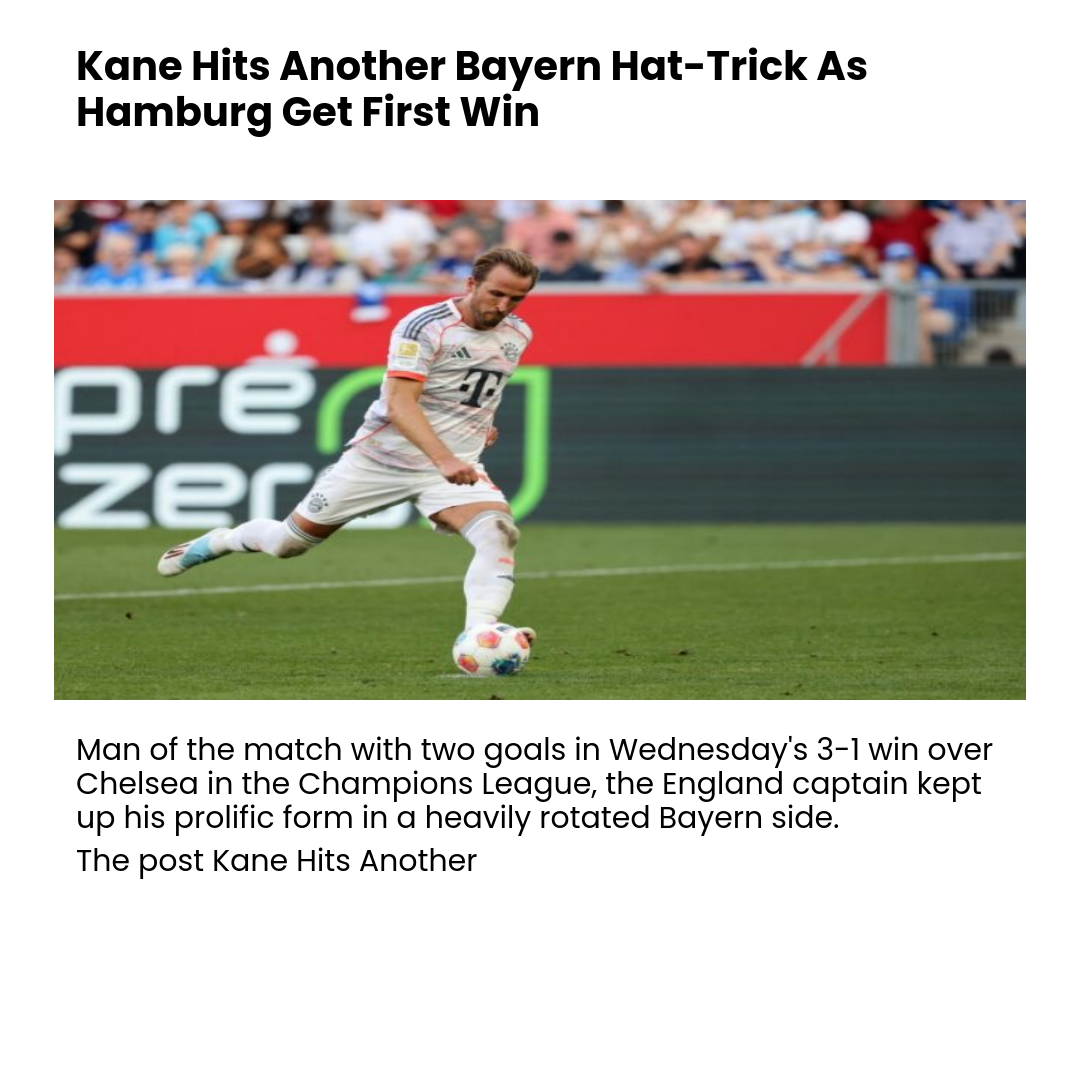 Kane Hits Another Bayern Hat-Trick As
Hamburg Get First Win
pre
zero
T
Man of the match with two goals in Wednesday's 3-1 win over
Chelsea in the Champions League, the England captain kept
up his prolific form in a heavily rotated Bayern side.
The post Kane Hits Another